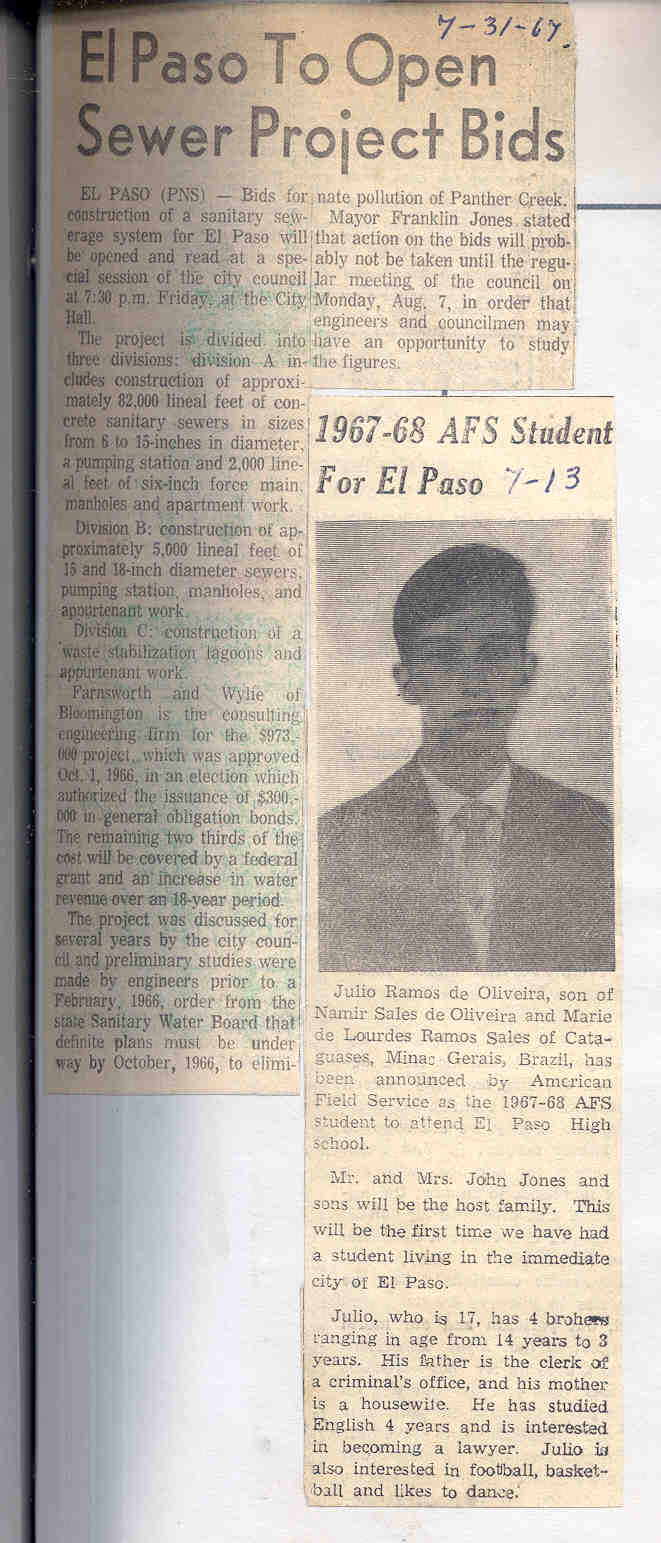 7-31-67.
El Paso To Open
Sewer Project Bids
EL PASO (PNS) — Bids for
construction of a sanitary sew-
erage system for El Paso will
be opened and read at a spe-
cial session of the city council
at 7:30 p.m. Friday, at the City
Hall.
The project is divided into
three divisions: division A in-
cludes construction of approxi-
mately 82,000 lineal feet of con-
crete sanitary sewers in sizes
from 6 to 15-inches in diameter,
a pumping station and 2,000 line-
al feet of six-inch force main,
manholes and apartment work.
Division B: construction of ap-
proximately 5,000 lineal feet of
15 and 18-inch diameter sewers,
pumping station, manholes, and
appurtenant work.
Division C: construction of a
waste stabilization lagoons and
appurtenant work.
Farnsworth and Wylie of
Bloomington is the consulting
engineering firm for the $973,-
000 project, which was approved
Oct. 1, 1966, in an election which
authorized the issuance of $300,-
000 in general obligation bonds.
The remaining two thirds of the
cost will be covered by a federal
grant and an increase in water
revenue over an 18-year period.
The project was discussed for
several years by the city coun-
cil and preliminary studies were
made by engineers prior to a
February, 1966, order from the
state Sanitary Water Board that
definite plans must be under
way by October, 1966, to elimi-
nate pollution of Panther Creek.
Mayor Franklin Jones stated
that action on the bids will prob-
ably not be taken until the regu-
lar meeting of the council on
Monday, Aug. 7, in order that
engineers and councilmen may
have an opportunity to study
the figures.
1967-68 AFS Student
For El Paso 7-13
Julio Ramos de Oliveira, son of
Namir Sales de Oliveira and Marie
de Lourdes Ramos Sales of Cata-
guases, Minas Gerais, Brazil, has
been announced by American
Field Service as the 1967-68 AFS
student to attend El Paso High
school.
Mr. and Mrs. John Jones and
sons will be the host family. This
will be the first time we have had
a student living in the immediate
city of El Paso.
Julio, who is 17, has 4 brohers
ranging in age from 14 years to 3
years. His father is the clerk of
a criminal's office, and his mother
is a housewife. He has studied
English 4 years and is interested
in becoming a lawyer. Julio is
also interested in football, basket-
ball and likes to dance.